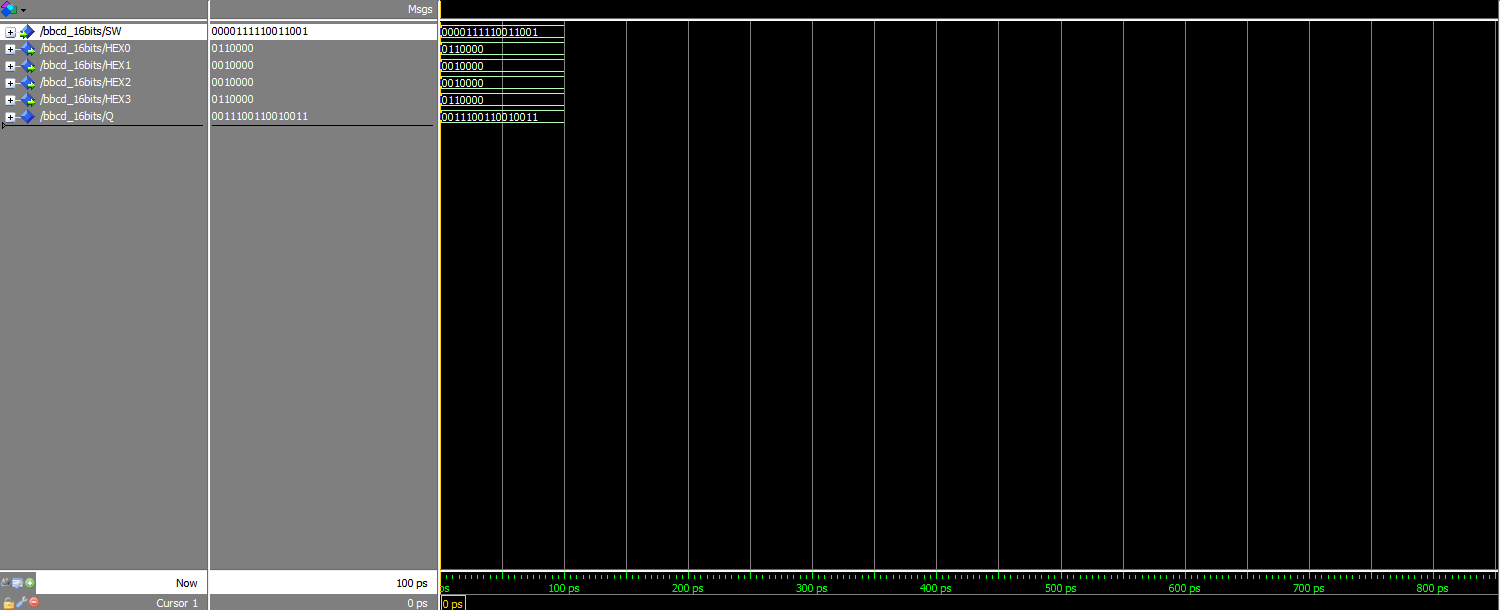 Msgs
/bbcd_16bits/SW 0000111110011001 0000111110011001
/bbcd_16bits/HEX0 0110000 0110000
/bbcd_16bits/HEX1 0010000 0010000
/bbcd_16bits/HEX2 0010000 0010000
/bbcd_16bits/HEX3 0110000 0110000
/bbcd_16bits/Q 0011100110010011 0011100110010011
Now 100 ps ps 100 ps 200 ps 300 ps 400 ps 500 ps 600 ps 700 ps 800 ps
Cursor 1 0 ps 0 ps